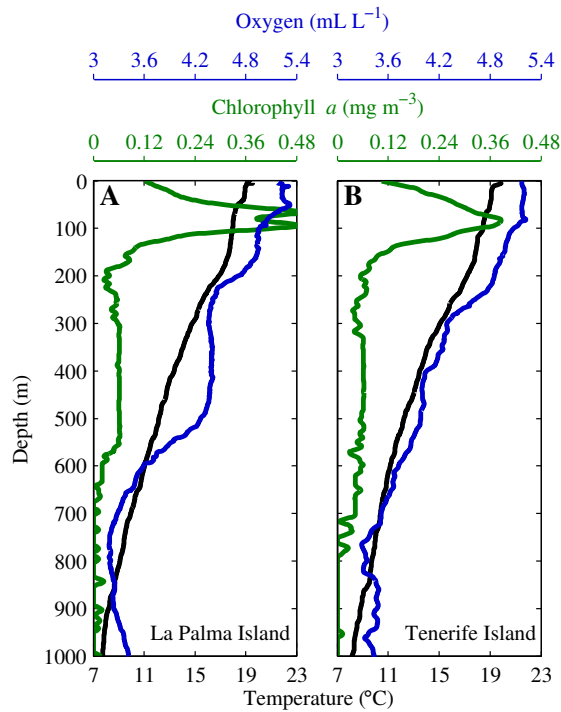 Oxygen (mL L⁻¹)
3 3.6 4.2 4.8 5.4 3 3.6 4.2 4.8 5.4
Chlorophyll a (mg m⁻³)
0 0.12 0.24 0.36 0.48 0 0.12 0.24 0.36 0.48
A B
0
100
200
300
400
500
600
700
800
900
1000
Depth (m)
La Palma Island Tenerife Island
7 11 15 19 23 7 11 15 19 23
Temperature (ºC)